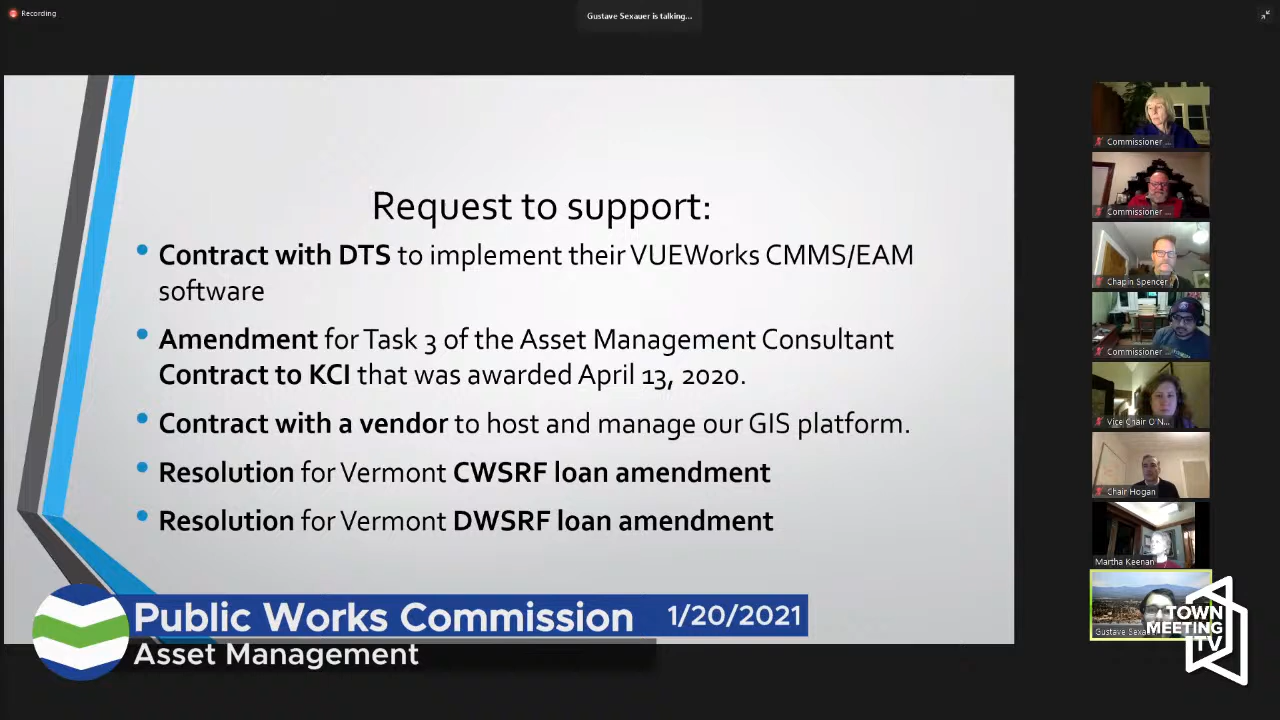 Recording
Gustave Sexauer is talking...
Request to support:
• Contract with DTS to implement their VUEWorks CMMS/EAM
software
• Amendment for Task 3 of the Asset Management Consultant
Contract to KCI that was awarded April 13, 2020.
• Contract with a vendor to host and manage our GIS platform.
• Resolution for Vermont CWSRF loan amendment
• Resolution for Vermont DWSRF loan amendment
Public Works Commission 1/20/2021
Asset Management
Commissioner ...
Commissioner ...
Chapin Spencer
Commissioner ...
Vice Chair O'N...
Chair Hogan
Martha Keenan
Gustave Sexauer
TOWN
MEETING
TV